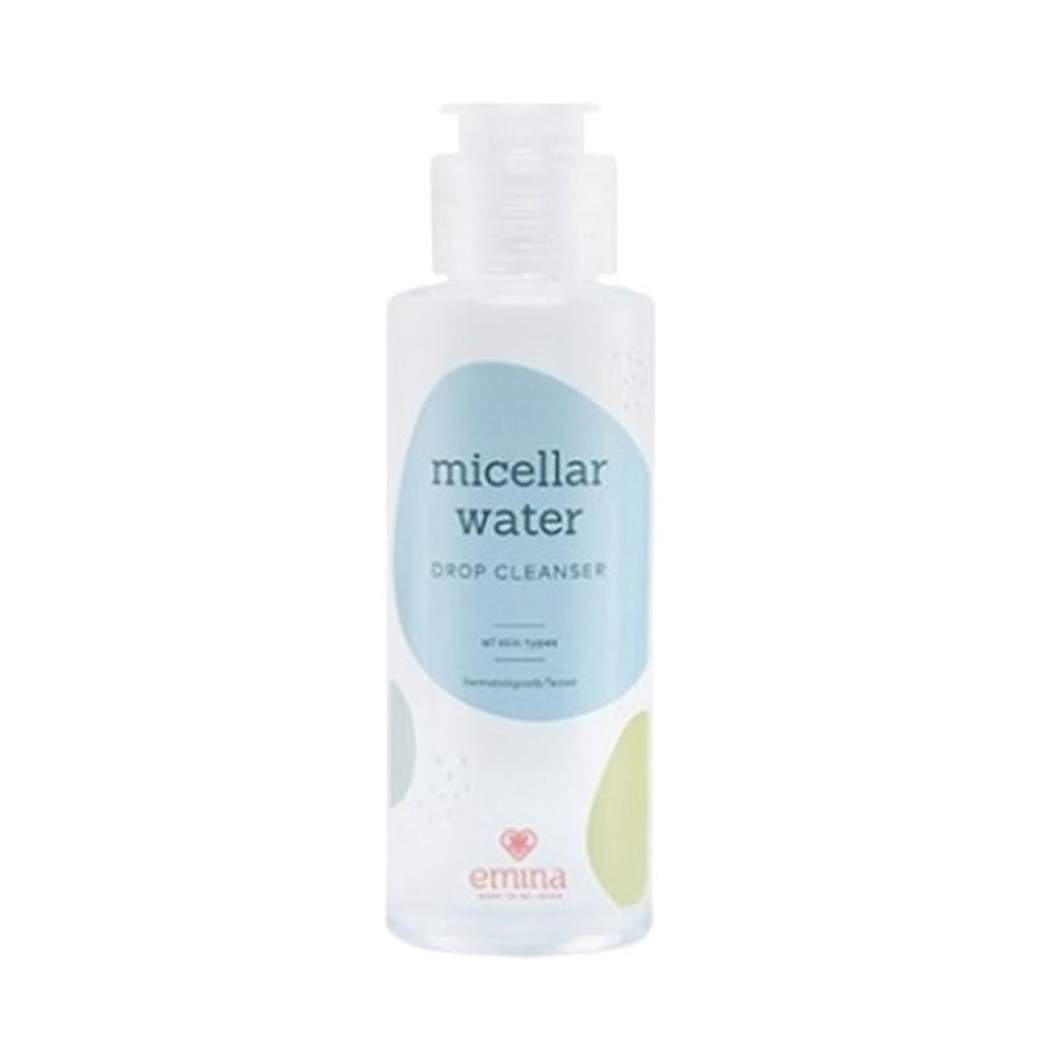 micellar
water
DROP CLEANSER
all skin types
Dermatologically Tested
emina